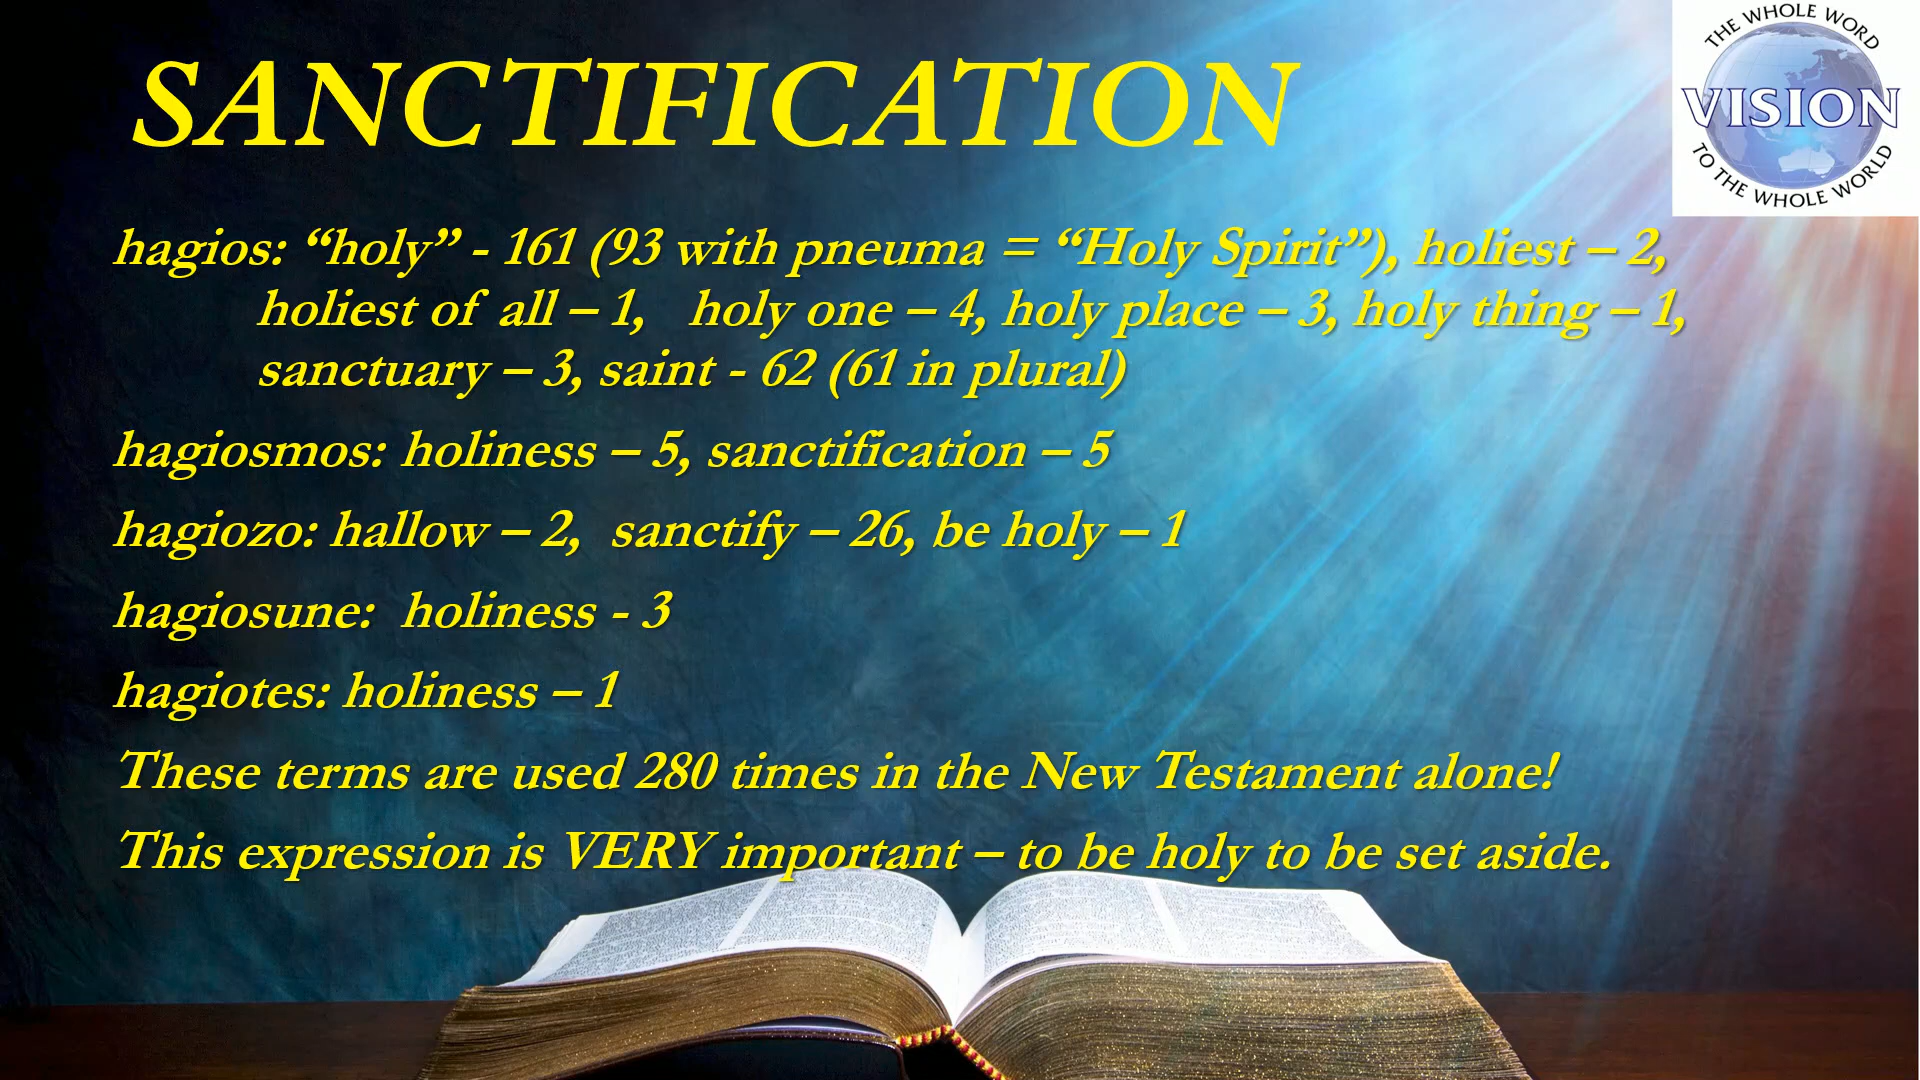 SANCTIFICATION
THE WHOLE WORD
VISION
TO THE WHOLE WORLD
hagios: “holy” - 161 (93 with pneuma = “Holy Spirit”), holiest – 2,
holiest of all – 1, holy one – 4, holy place – 3, holy thing – 1,
sanctuary – 3, saint - 62 (61 in plural)
hagiosmos: holiness – 5, sanctification – 5
hagiozo: hallow – 2, sanctify – 26, be holy – 1
hagiosune: holiness - 3
hagiotes: holiness – 1
These terms are used 280 times in the New Testament alone!
This expression is VERY important – to be holy to be set aside.